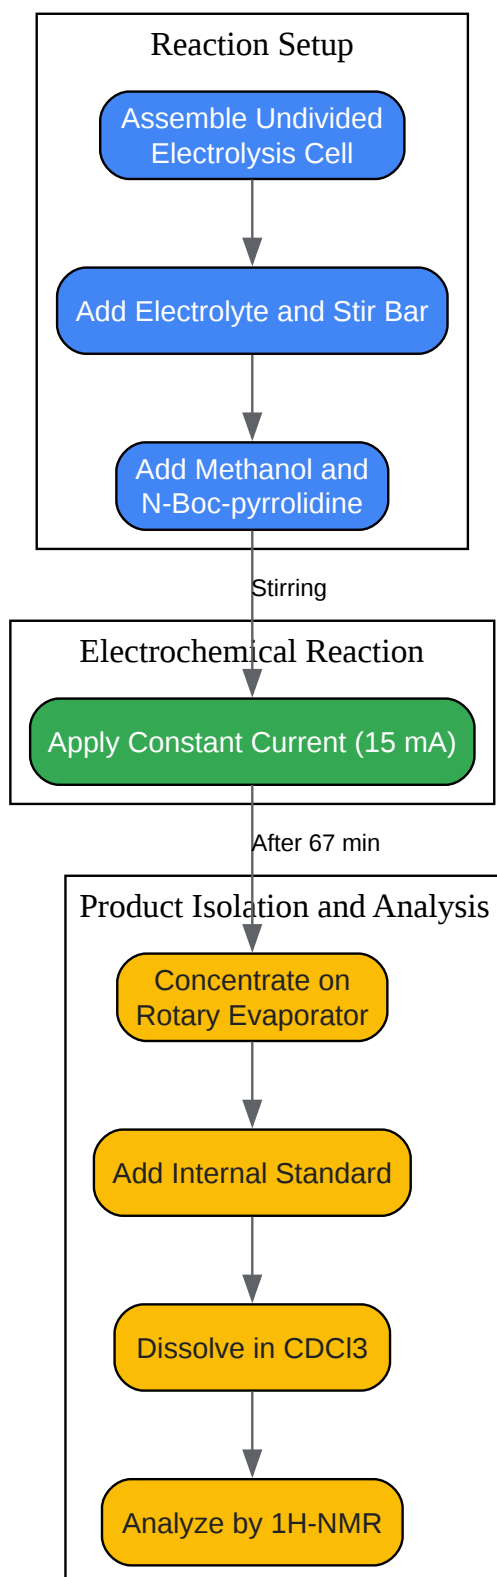 Reaction Setup
Assemble Undivided
Electrolysis Cell
Add Electrolyte and Stir Bar
Add Methanol and
N-Boc-pyrrolidine
Stirring
Electrochemical Reaction
Apply Constant Current (15 mA)
After 67 min
Product Isolation and Analysis
Concentrate on
Rotary Evaporator
Add Internal Standard
Dissolve in CDCl3
Analyze by 1H-NMR